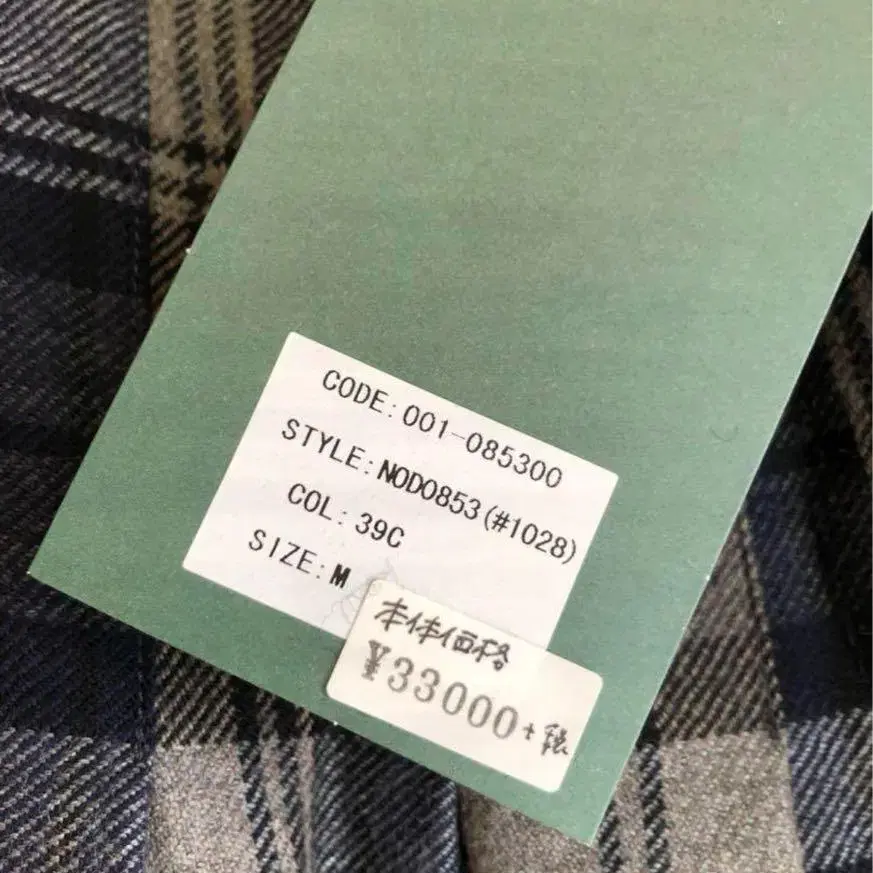 CODE:001-085300
STYLE:NOD0853(#1028)
COL:39C
SIZE:M
本体価格
¥33000+税